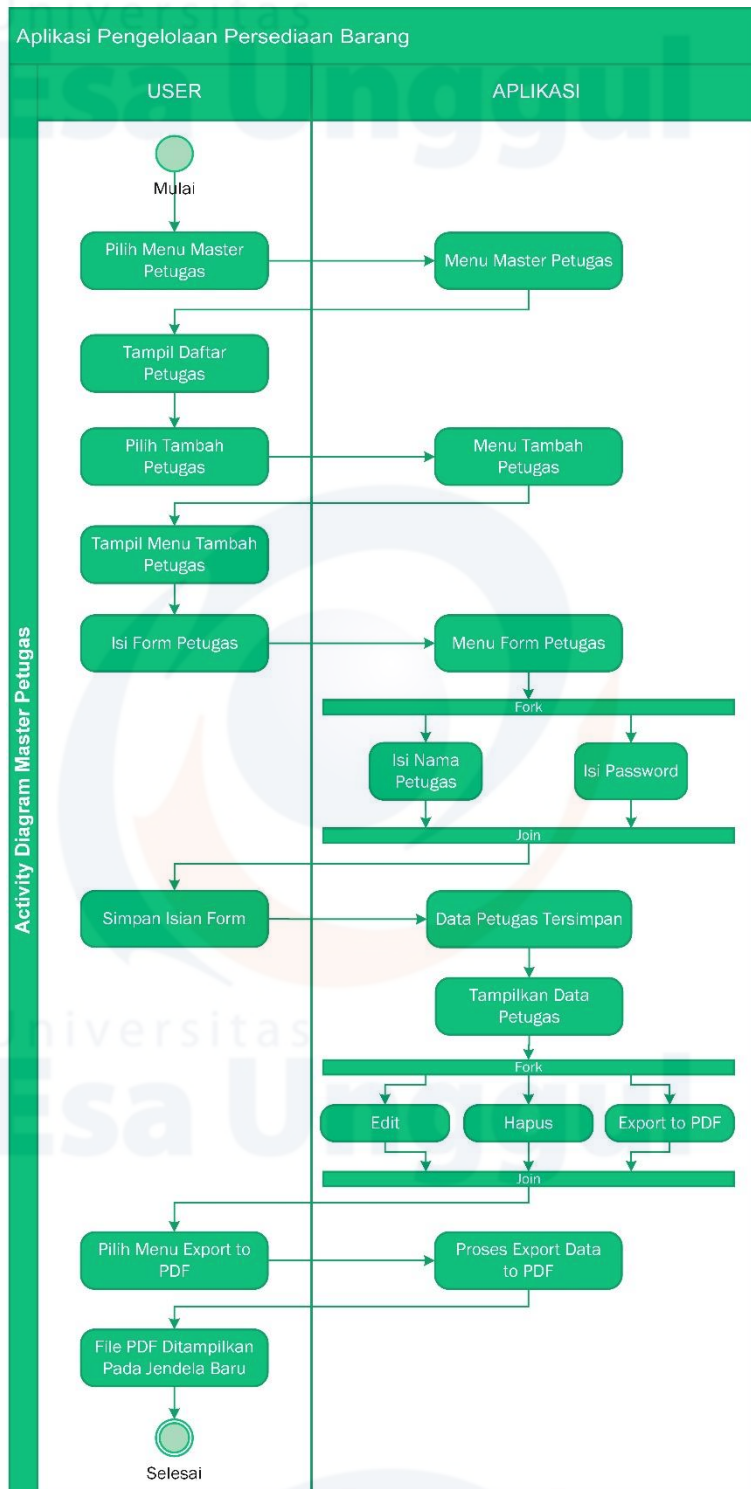 Universitas
Esa Unggul
Aplikasi Pengelolaan Persediaan Barang
USER
APLIKASI
Activity Diagram Master Petugas
Mulai
Pilih Menu Master
Petugas
Menu Master Petugas
Tampil Daftar
Petugas
Pilih Tambah
Petugas
Menu Tambah
Petugas
Tampil Menu Tambah
Petugas
Isi Form Petugas
Menu Form Petugas
Fork
Isi Nama
Petugas
Isi Password
Join
Simpan Isian Form
Data Petugas Tersimpan
Tampilkan Data
Petugas
Universitas
Esa Unggul
Fork
Edit
Hapus
Export to PDF
Join
Pilih Menu Export to
PDF
Proses Export Data
to PDF
File PDF Ditampilkan
Pada Jendela Baru
Selesai